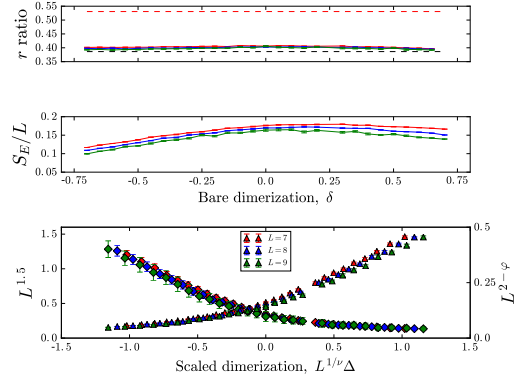 0.55
0.50
0.45
0.40
0.35
r ratio
0.2
0.15
0.1
0.05
S_E/L
-0.75 -0.5 -0.25 0.0 0.25 0.5 0.75
Bare dimerization, δ
1.5
1.0
0.5
0.0
L^{1.5}
L=7
L=8
L=9
0.5
0.25
0.0
L^{2-φ}
-1.5 -1.0 -0.5 0.0 0.5 1.0 1.5
Scaled dimerization, L^{1/ν}Δ